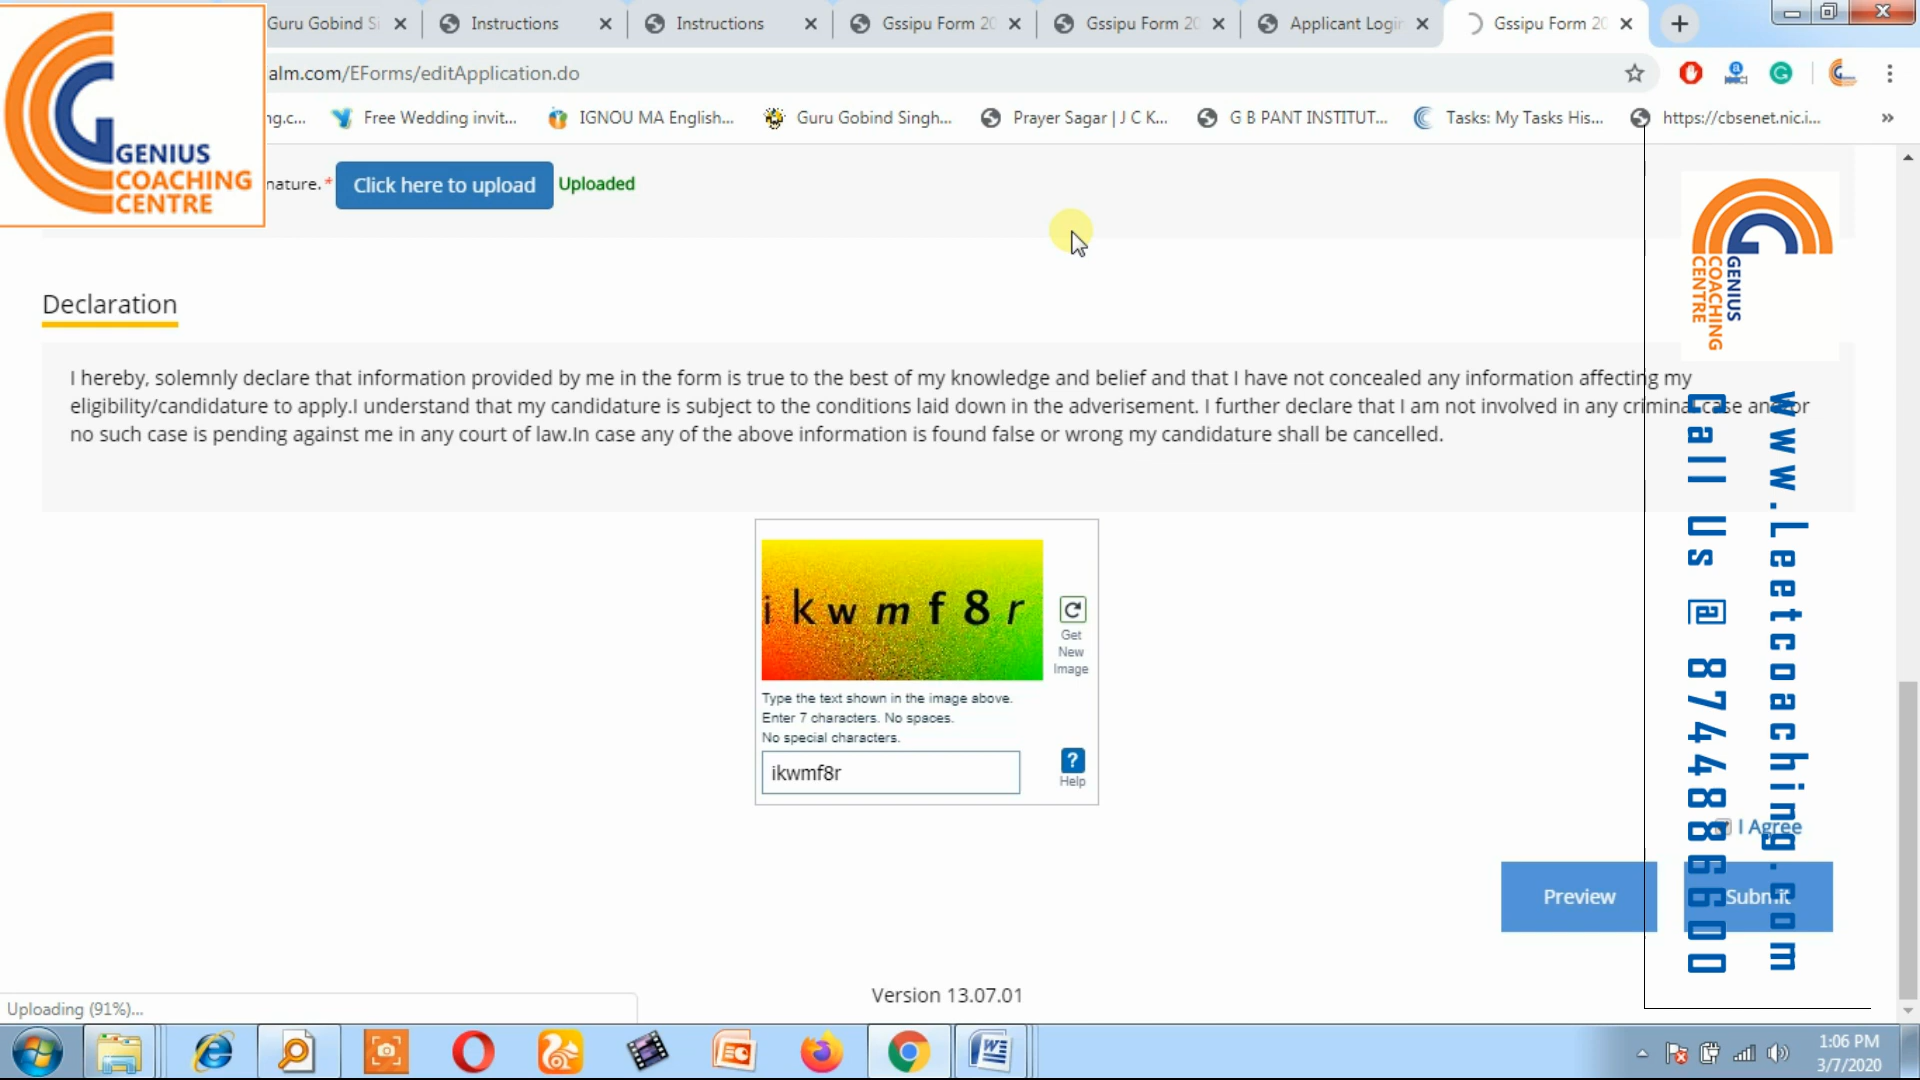 Guru Gobind Si
Instructions
Instructions
Gssipu Form 20
Gssipu Form 20
Applicant Login
Gssipu Form 20
alm.com/EForms/editApplication.do
ng.c...
Free Wedding invit...
IGNOU MA English...
Guru Gobind Singh...
Prayer Sagar | J C K...
G B PANT INSTITUT...
Tasks: My Tasks His...
https://cbsenet.nic.i...
»
GENIUS
COACHING
CENTRE
nature.* Click here to upload Uploaded
GENIUS
COACHING
CENTRE
Declaration
I hereby, solemnly declare that information provided by me in the form is true to the best of my knowledge and belief and that I have not concealed any information affecting my
eligibility/candidature to apply.I understand that my candidature is subject to the conditions laid down in the adverisement. I further declare that I am not involved in any criminal case and/or
no such case is pending against me in any court of law.In case any of the above information is found false or wrong my candidature shall be cancelled.
www.Leetcoaching.com
Call Us @ 8744886600
i k w m f 8 r
Get
New
Image
Type the text shown in the image above.
Enter 7 characters. No spaces.
No special characters.
ikwmf8r
Help
I Agree
Preview
Submit
Version 13.07.01
Uploading (91%)...
1:06 PM
3/7/2020